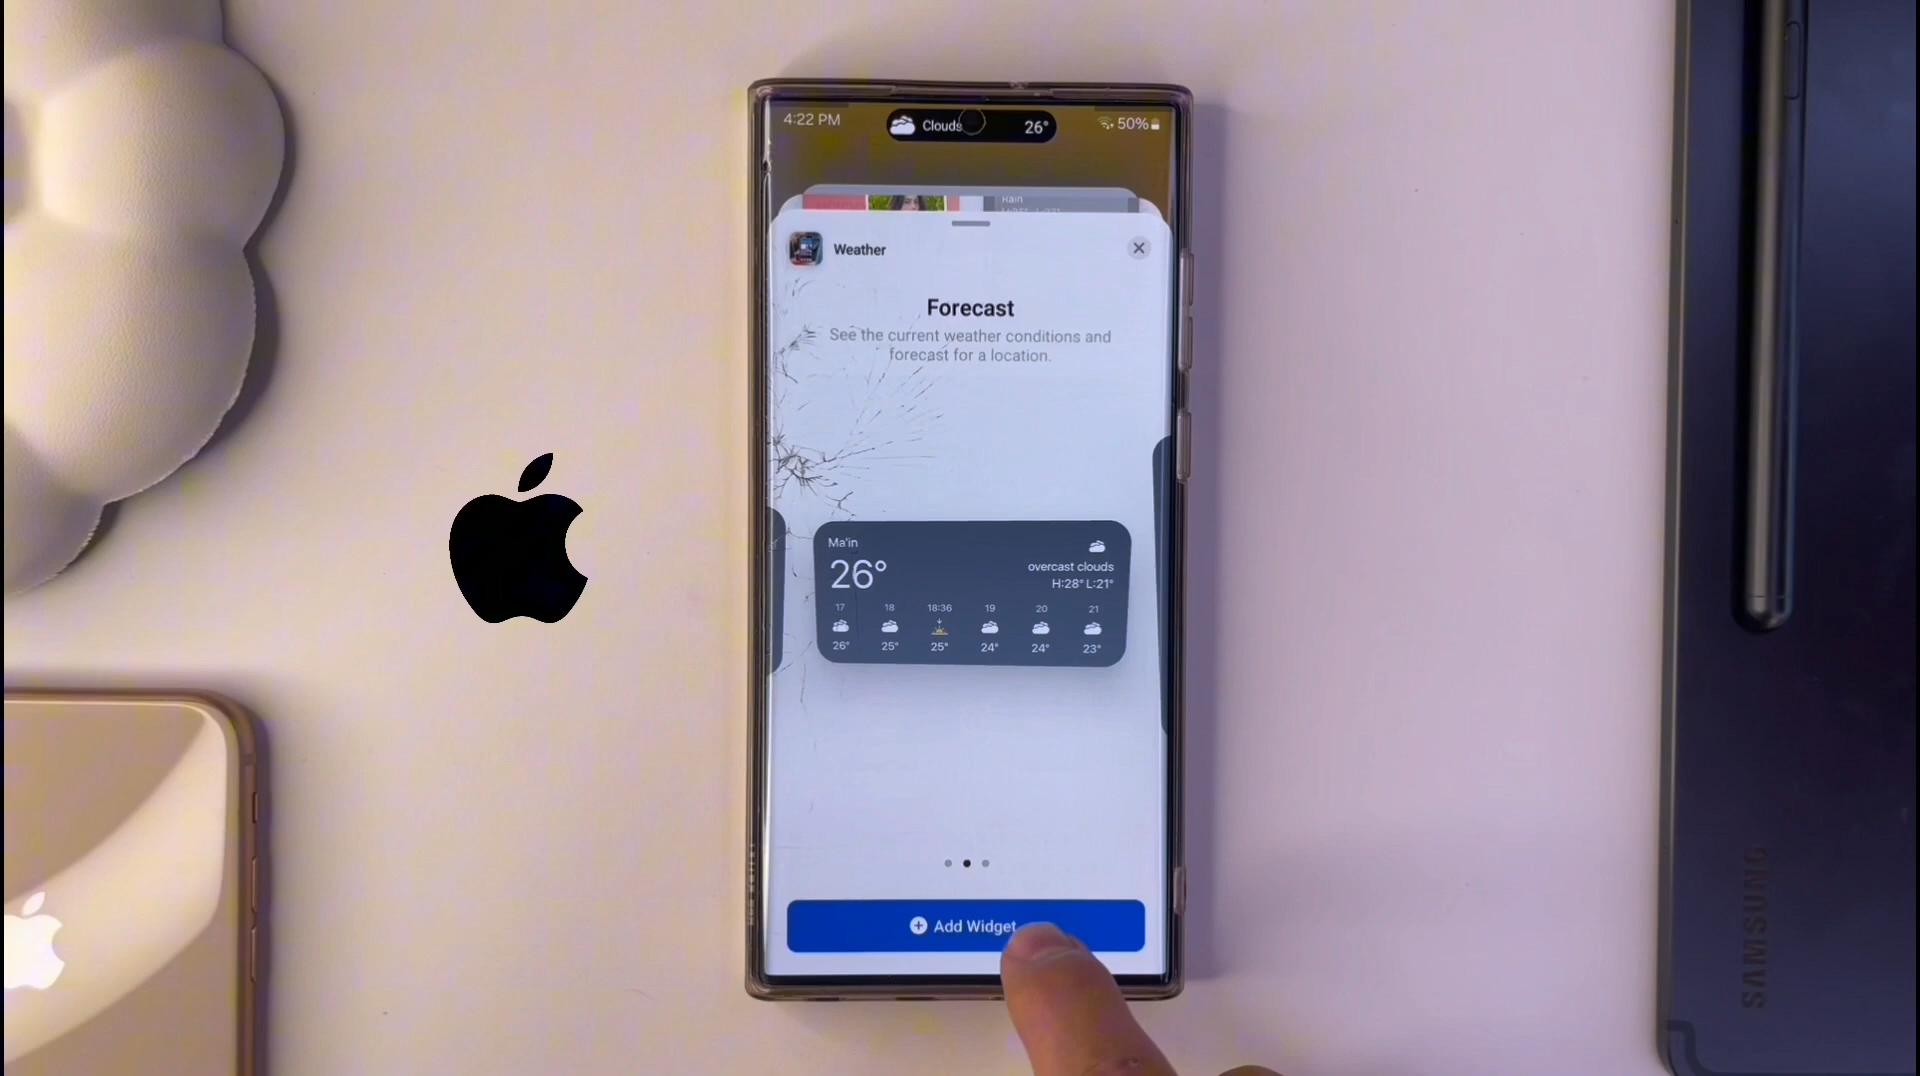 4:22 PM
Clouds
26°
50%
Rain
Weather
Forecast
See the current weather conditions and
forecast for a location.
Ma'in
26°
overcast clouds
H:28° L:21°
17 18 18:36 19 20 21
26° 25° 25° 24° 24° 23°
Add Widget
SAMSUNG